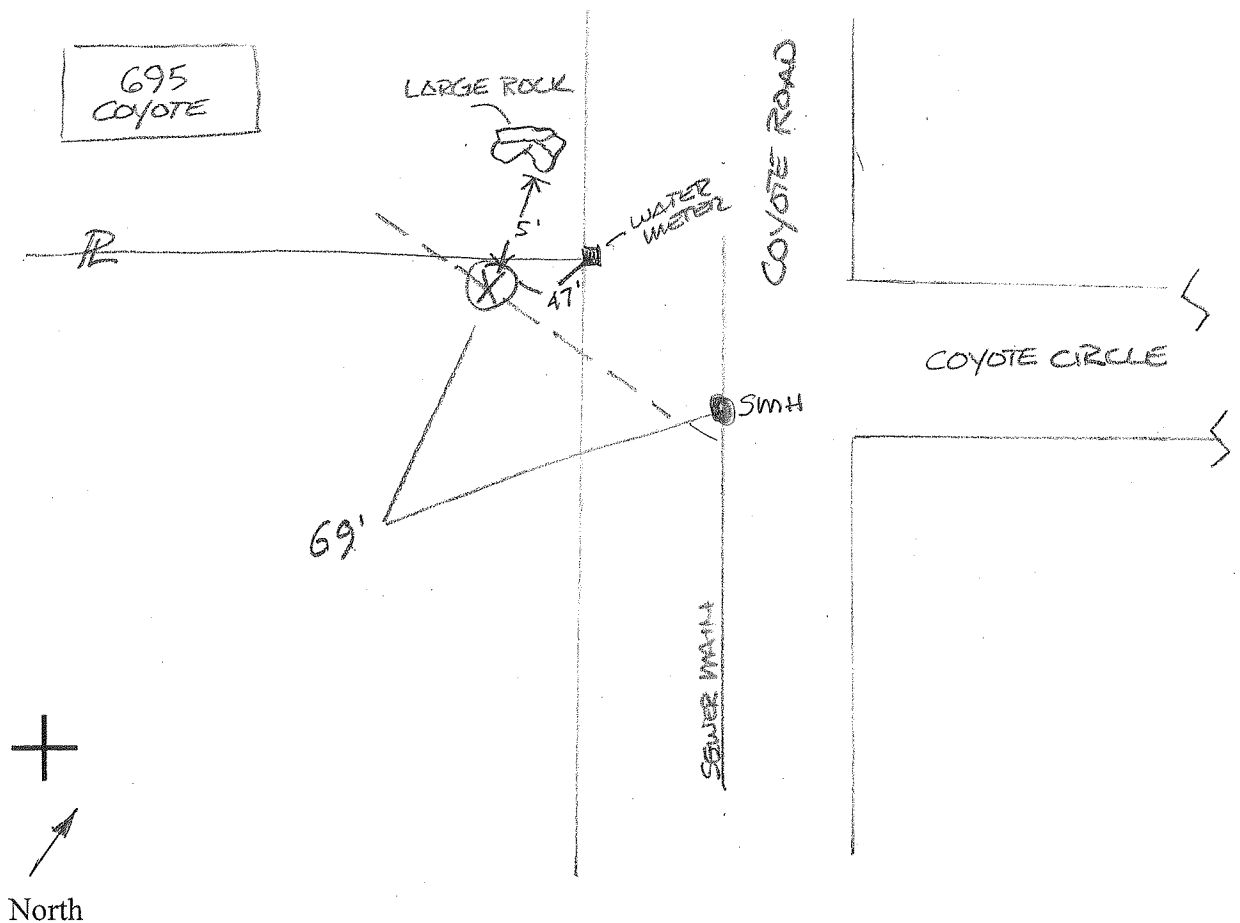 695
COYOTE
LARGE ROCK
COYOTE ROAD
WATER
METER
PL
5'
47'
COYOTE CIRCLE
SMH
69'
SEWER MAIN
North